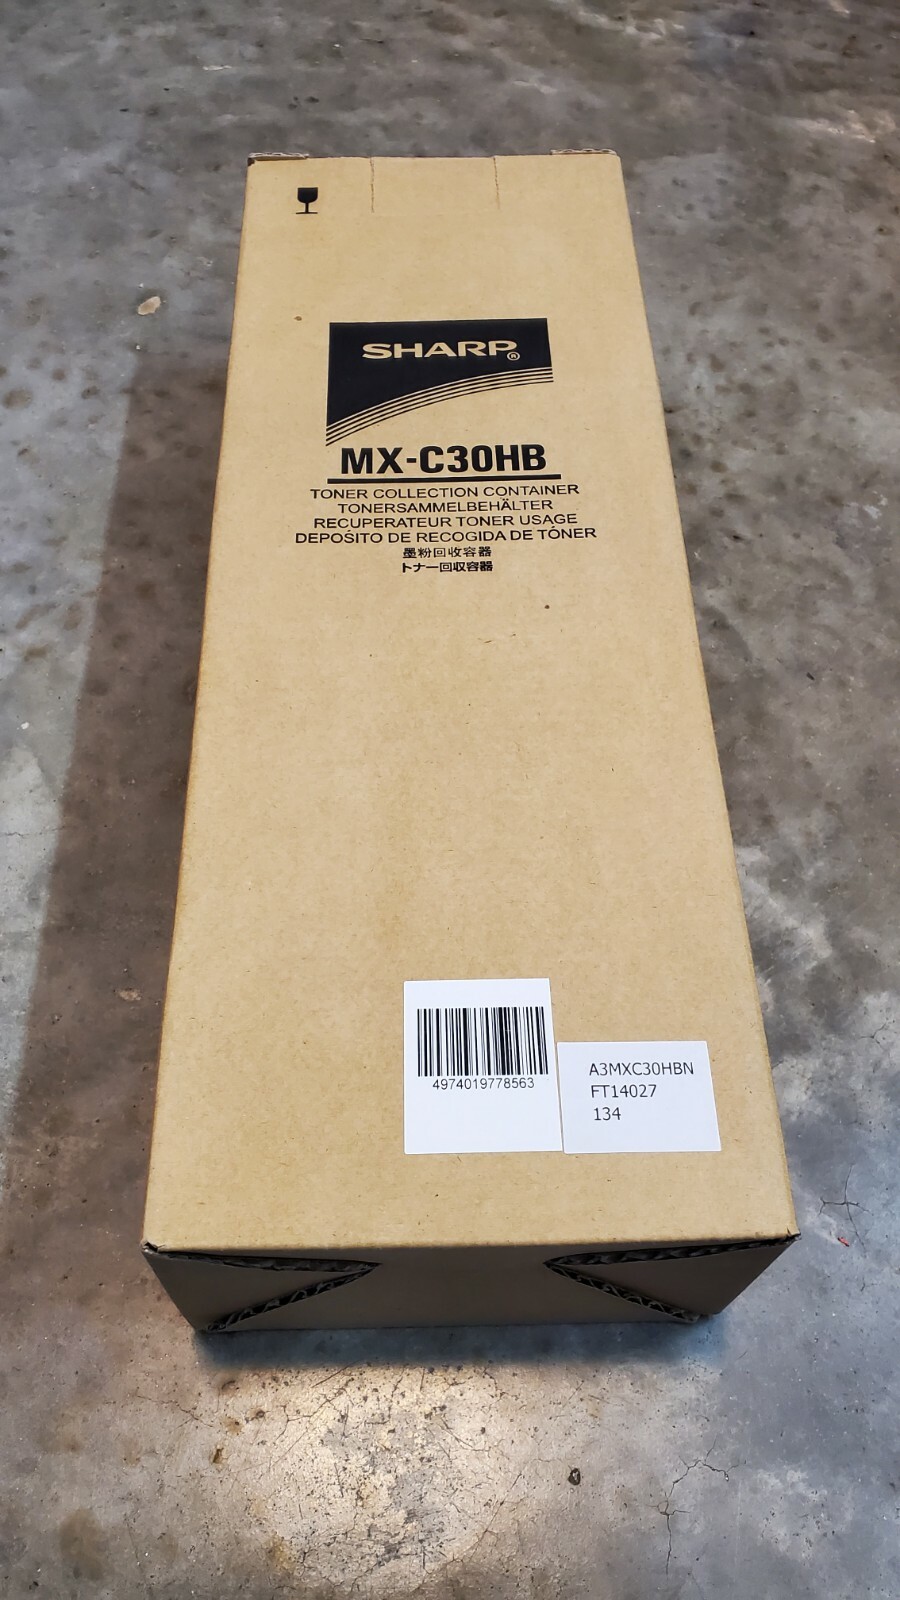 SHARP®
MX-C30HB
TONER COLLECTION CONTAINER
TONERSAMMELBEHÄLTER
RECUPERATEUR TONER USAGE
DEPOŚITO DE RECOGIDA DE TÓNER
墨粉回收容器
トナー回収容器
4974019778563
A3MXC30HBN
FT14027
134